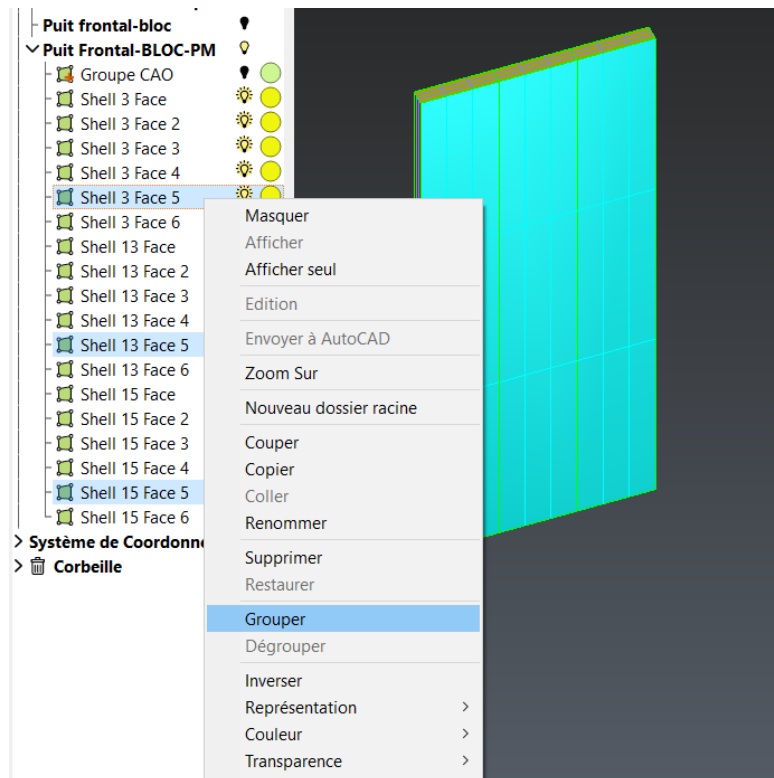 Puit frontal-bloc
Puit Frontal-BLOC-PM
Groupe CAO
Shell 3 Face
Shell 3 Face 2
Shell 3 Face 3
Shell 3 Face 4
Shell 3 Face 5
Shell 3 Face 6
Shell 13 Face
Shell 13 Face 2
Shell 13 Face 3
Shell 13 Face 4
Shell 13 Face 5
Shell 13 Face 6
Shell 15 Face
Shell 15 Face 2
Shell 15 Face 3
Shell 15 Face 4
Shell 15 Face 5
Shell 15 Face 6
Système de Coordonn
Corbeille
Masquer
Afficher
Afficher seul
Edition
Envoyer à AutoCAD
Zoom Sur
Nouveau dossier racine
Couper
Copier
Coller
Renommer
Supprimer
Restaurer
Grouper
Dégrouper
Inverser
Représentation
Couleur
Transparence